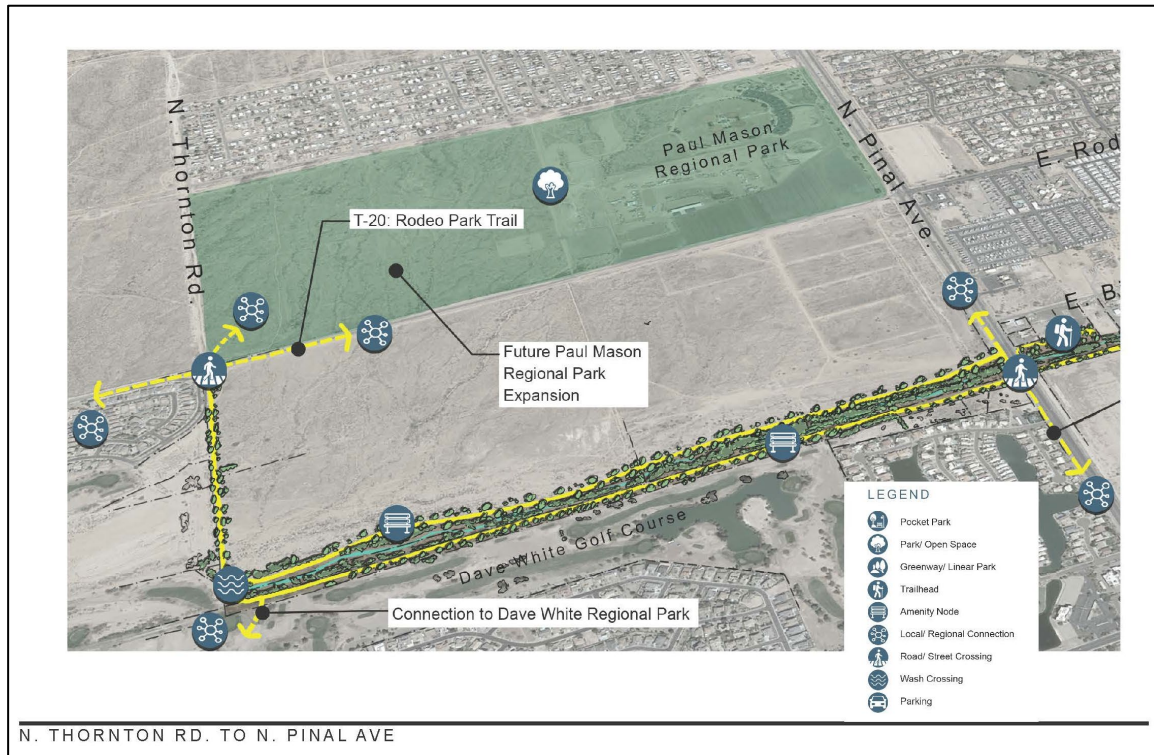 N. Thornton Rd.
Paul Mason
Regional Park
N. Pinal Ave.
E. Rod
T-20: Rodeo Park Trail
E. B
Future Paul Mason
Regional Park
Expansion
Dave White Golf Course
Connection to Dave White Regional Park
LEGEND
Pocket Park
Park/ Open Space
Greenway/ Linear Park
Trailhead
Amenity Node
Local/ Regional Connection
Road/ Street Crossing
Wash Crossing
Parking
N. THORNTON RD. TO N. PINAL AVE